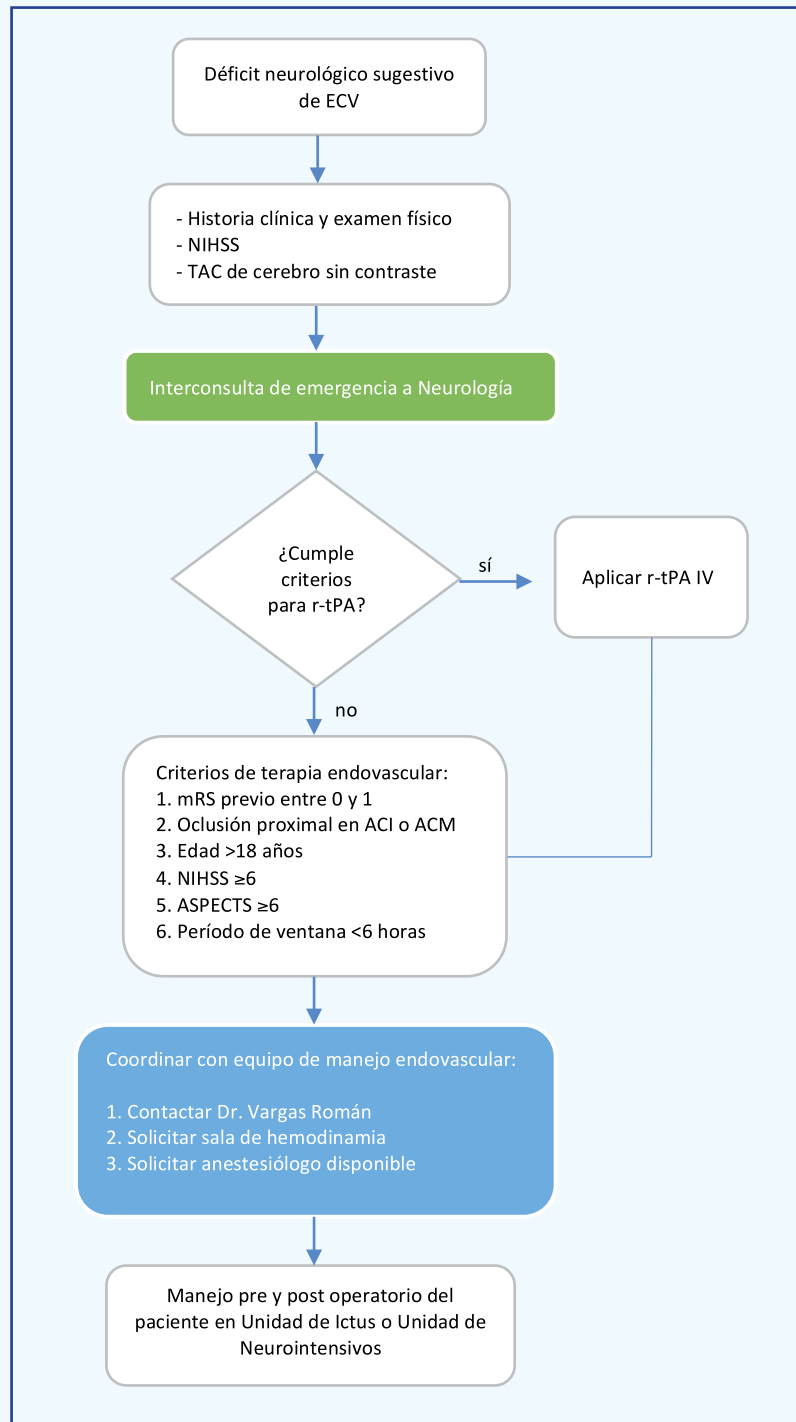 Déficit neurológico sugestivo
de ECV
- Historia clínica y examen físico
- NIHSS
- TAC de cerebro sin contraste
Interconsulta de emergencia a Neurología
¿Cumple
criterios
para r-tPA?
sí
Aplicar r-tPA IV
no
Criterios de terapia endovascular:
1. mRS previo entre 0 y 1
2. Oclusión proximal en ACI o ACM
3. Edad >18 años
4. NIHSS ≥6
5. ASPECTS ≥6
6. Período de ventana <6 horas
Coordinar con equipo de manejo endovascular:
1. Contactar Dr. Vargas Román
2. Solicitar sala de hemodinamia
3. Solicitar anestesiólogo disponible
Manejo pre y post operatorio del
paciente en Unidad de Ictus o Unidad de
Neurointensivos